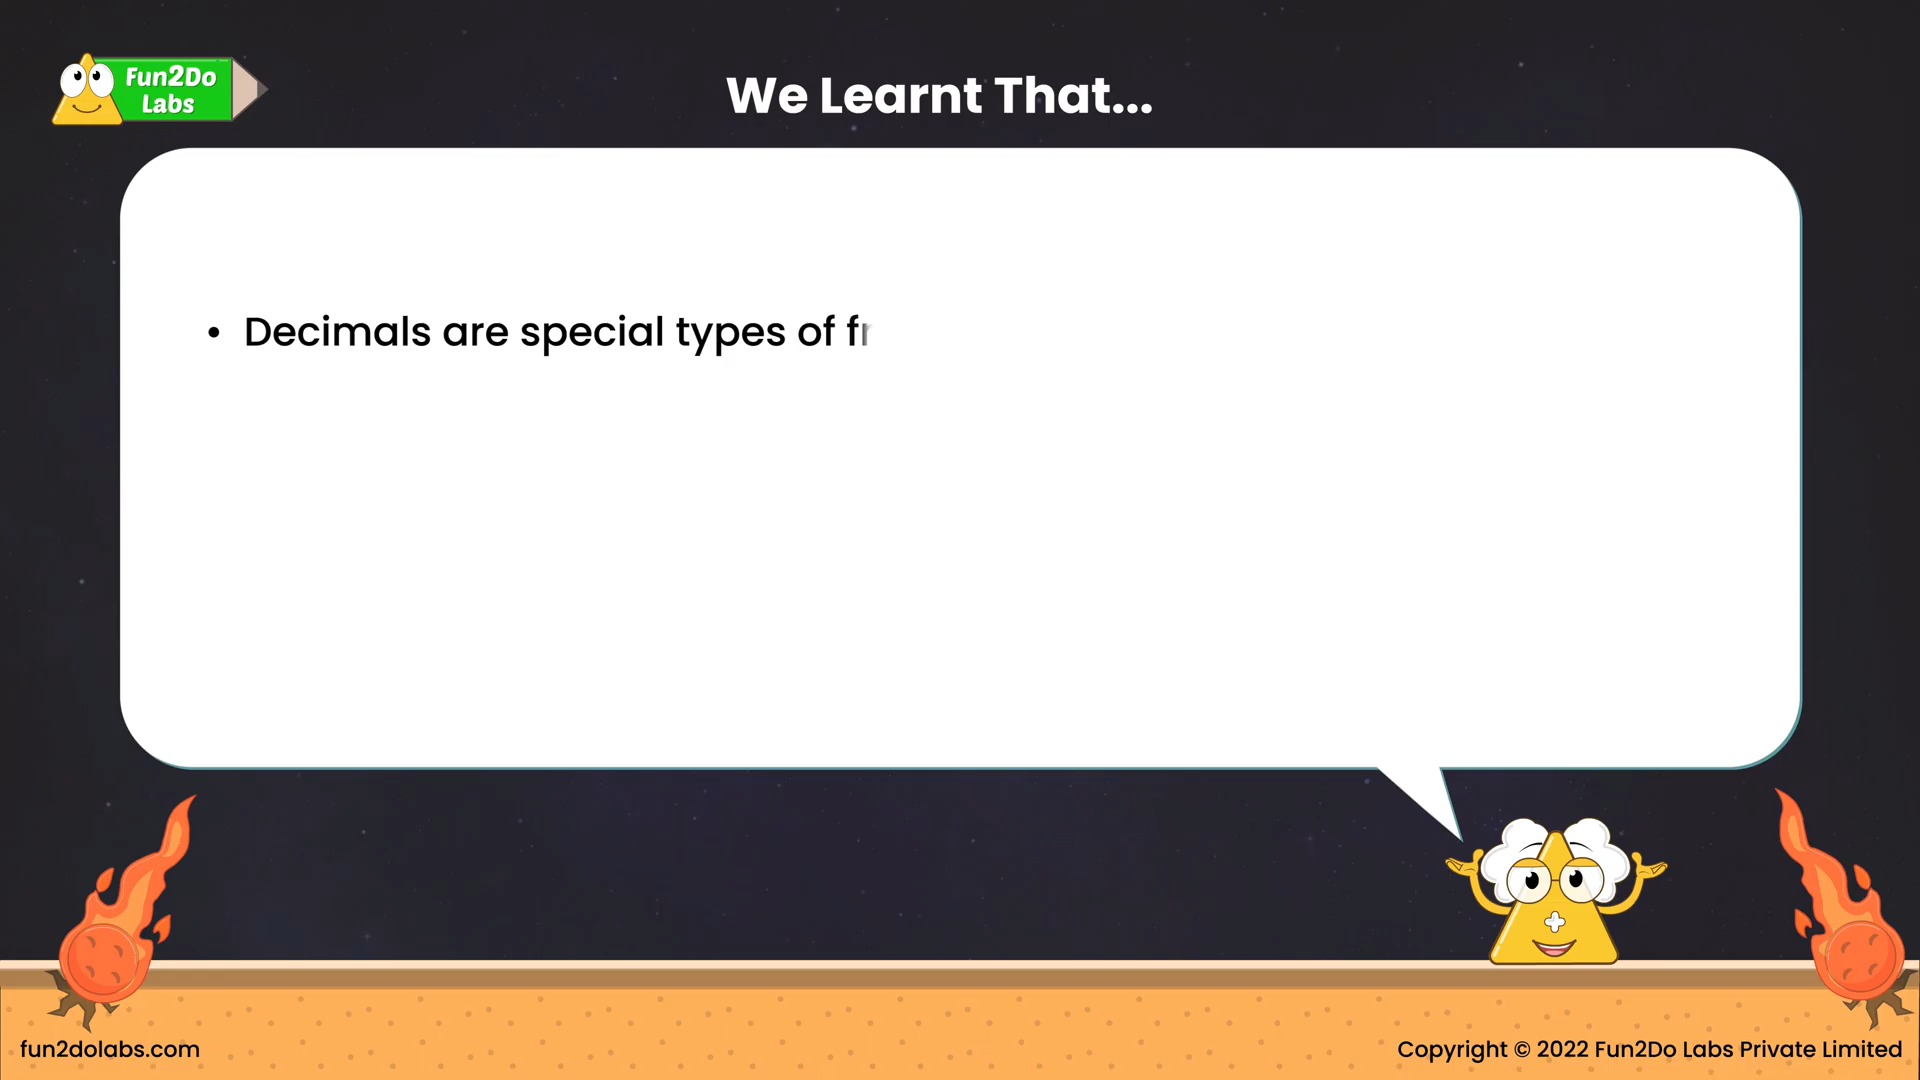 Fun2Do
Labs
We Learnt That...
• Decimals are special types of
fun2dolabs.com
Copyright © 2022 Fun2Do Labs Private Limited